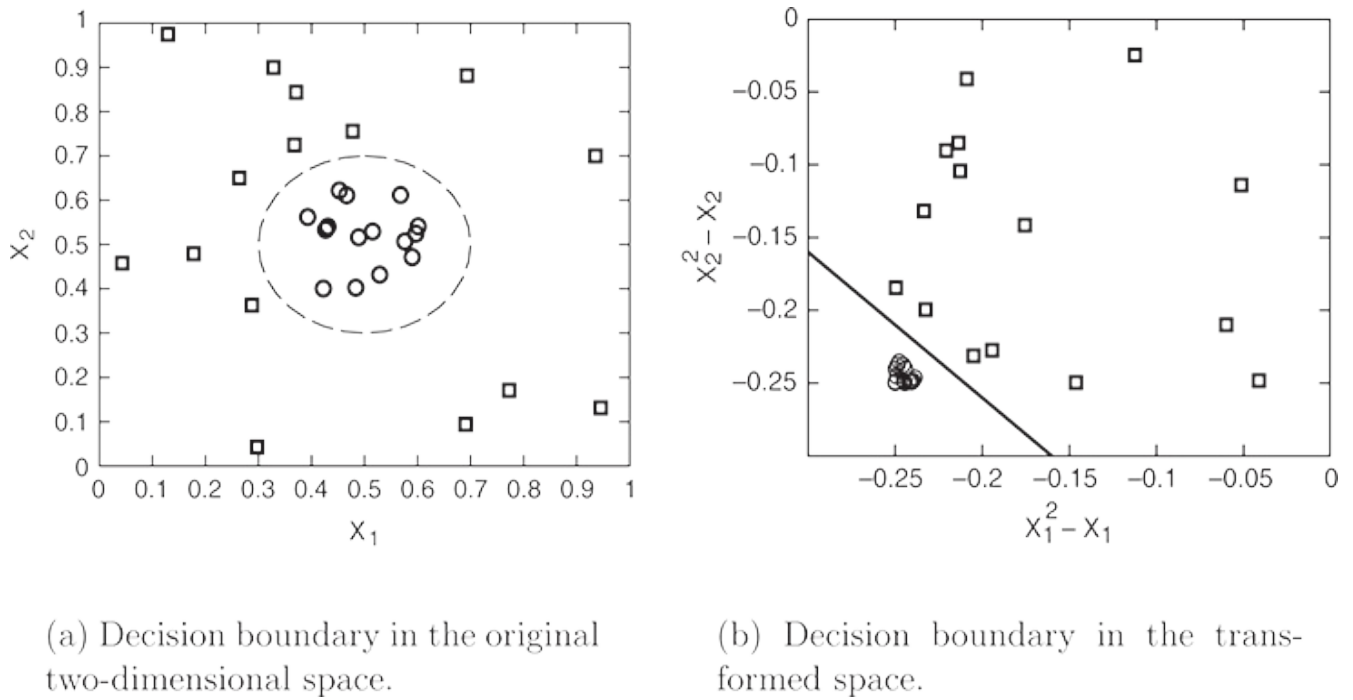 1
0.9
0.8
0.7
0.6
0.5
0.4
0.3
0.2
0.1
0
X₂
0 0.1 0.2 0.3 0.4 0.5 0.6 0.7 0.8 0.9 1
X₁
(a) Decision boundary in the original
two-dimensional space.
0
−0.05
−0.1
−0.15
−0.2
−0.25
X₂² − X₂
−0.25 −0.2 −0.15 −0.1 −0.05 0
X₁² − X₁
(b) Decision boundary in the trans-
formed space.